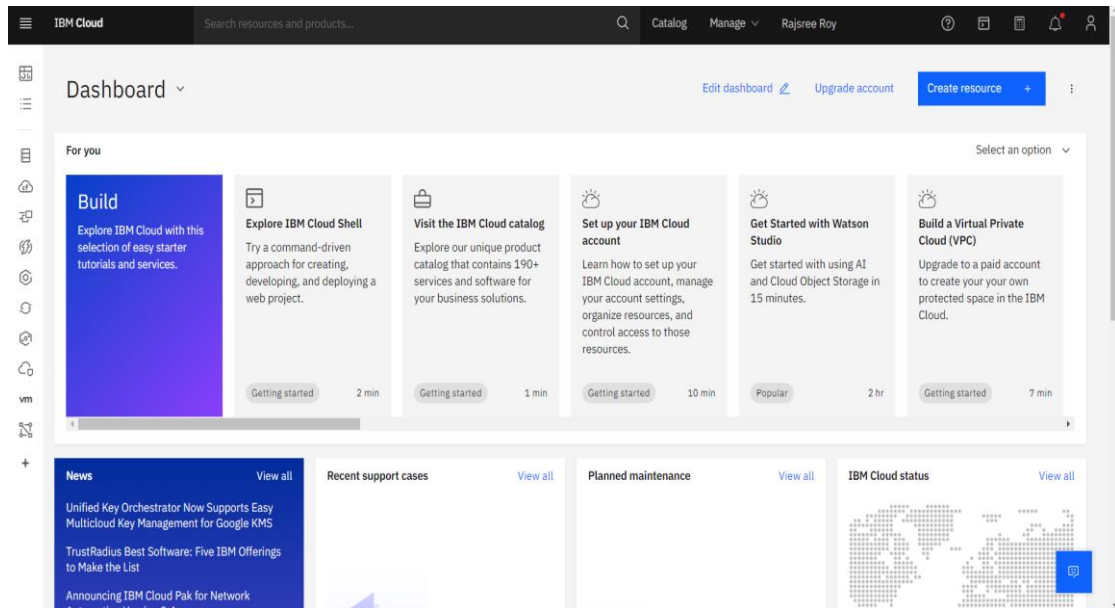 IBM Cloud
Search resources and products...
Catalog
Manage
Rajsree Roy
Dashboard
Edit dashboard
Upgrade account
Create resource +
For you
Select an option
Build
Explore IBM Cloud with this
selection of easy starter
tutorials and services.
Explore IBM Cloud Shell
Try a command-driven
approach for creating,
developing, and deploying a
web project.
Getting started
2 min
Visit the IBM Cloud catalog
Explore our unique product
catalog that contains 190+
services and software for
your business solutions.
Getting started
1 min
Set up your IBM Cloud
account
Learn how to set up your
IBM Cloud account, manage
your account settings,
organize resources, and
control access to those
resources.
Getting started
10 min
Get Started with Watson
Studio
Get started with using AI
and Cloud Object Storage in
15 minutes.
Popular
2 hr
Build a Virtual Private
Cloud (VPC)
Upgrade to a paid account
to create your your own
protected space in the IBM
Cloud.
Getting started
7 min
vm
News
View all
Unified Key Orchestrator Now Supports Easy
Multicloud Key Management for Google KMS
TrustRadius Best Software: Five IBM Offerings
to Make the List
Announcing IBM Cloud Pak for Network
Recent support cases
View all
Planned maintenance
View all
IBM Cloud status
View all